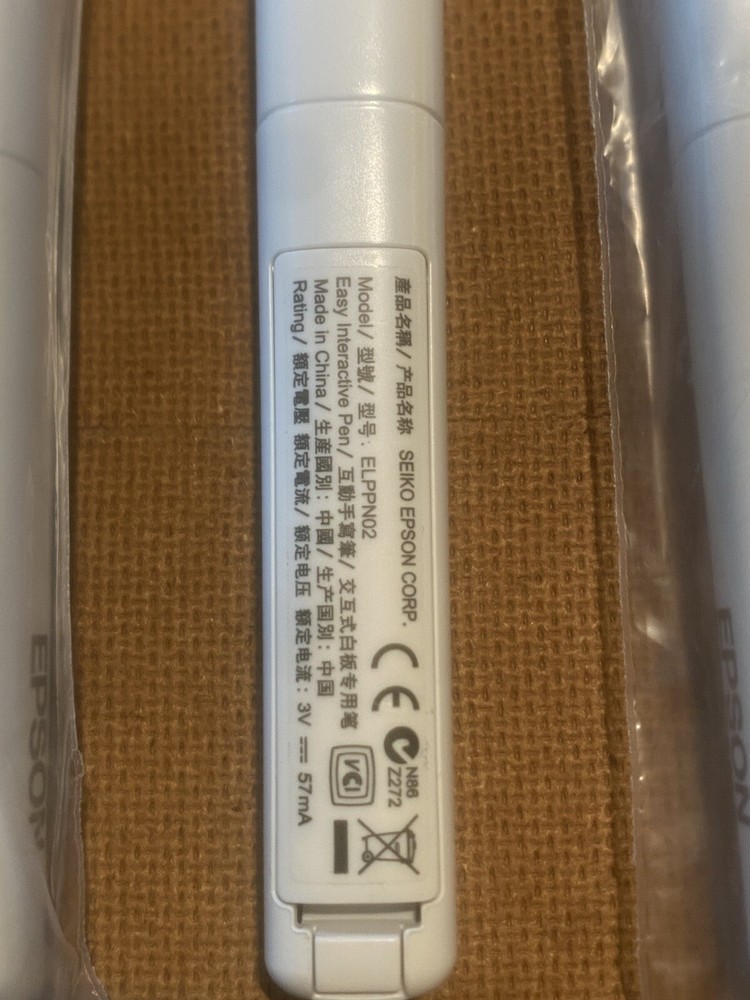 產品名稱/ 产品名称 SEIKO EPSON CORP.
Model/ 型號/ 型号: ELPPN02
Easy Interactive Pen/ 互動手寫筆/ 交互式白板专用笔
Made in China / 生產國別: 中國/ 生产国别: 中国
Rating / 額定電壓 額定電流/ 额定电压 额定电流: 3V ⎓ 57mA
CE
N86
Z272
VCI
EPSON
EPSON